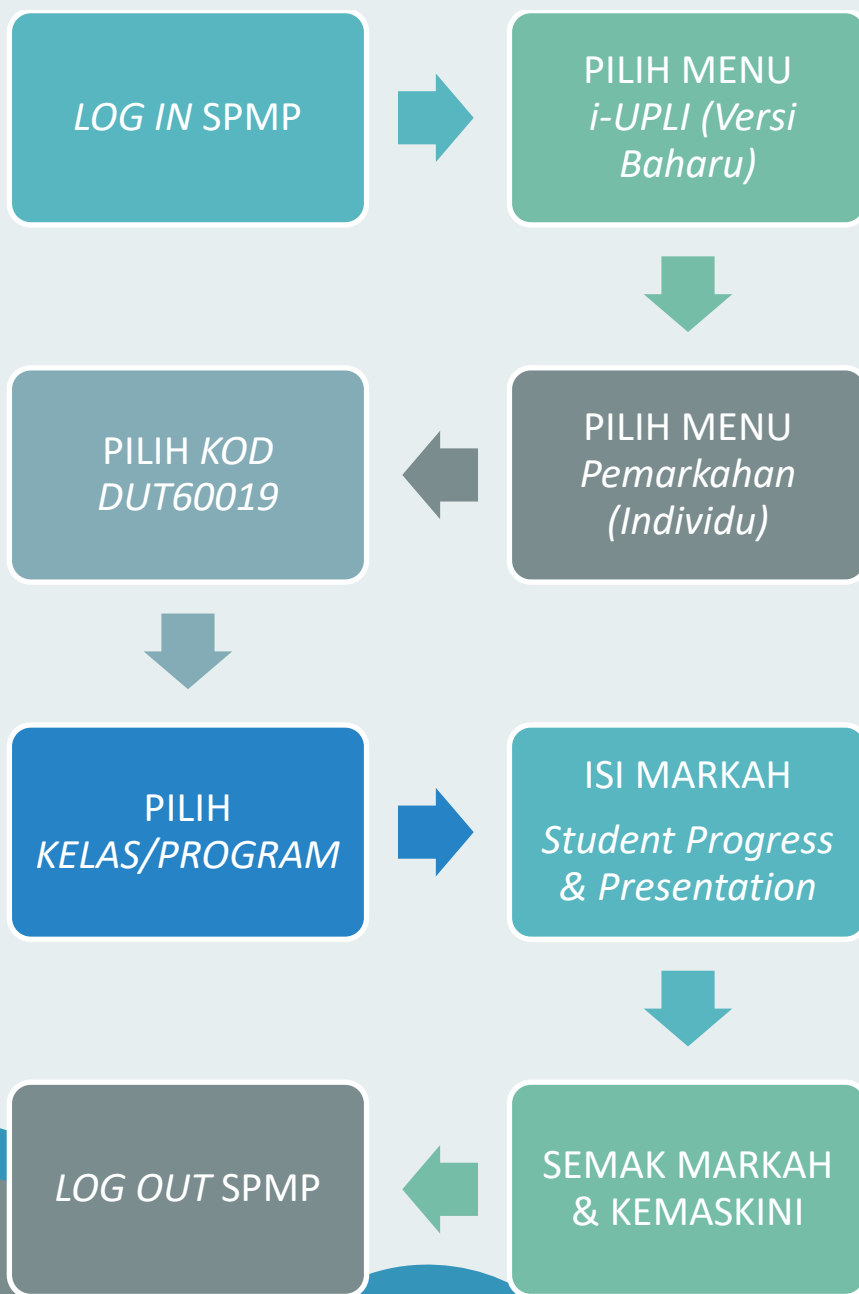 LOG IN SPMP
PILIH MENU
i-UPLI (Versi
Baharu)
PILIH MENU
Pemarkahan
(Individu)
PILIH KOD
DUT60019
PILIH
KELAS/PROGRAM
ISI MARKAH
Student Progress
& Presentation
SEMAK MARKAH
& KEMASKINI
LOG OUT SPMP